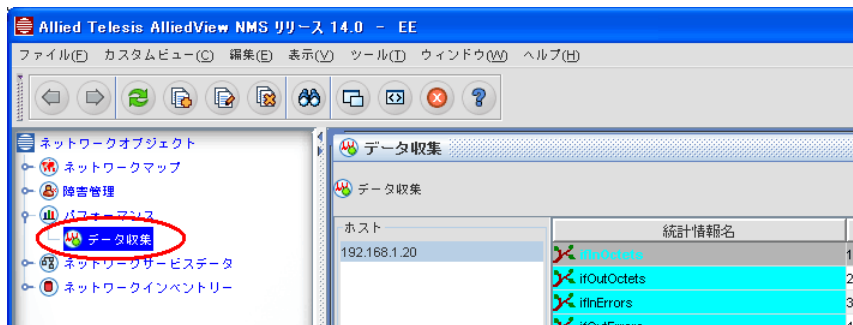 Allied Telesis AlliedView NMS リリース 14.0 - EE
ファイル(F) カスタムビュー(C) 編集(E) 表示(V) ツール(T) ウィンドウ(W) ヘルプ(H)
ネットワークオブジェクト
ネットワークマップ
障害管理
パフォーマンス
データ収集
ネットワークサービスデータ
ネットワークインベントリー
データ収集
データ収集
ホスト
192.168.1.20
統計情報名
ifInOctets 1
ifOutOctets 2
ifInErrors 3
ifOutErrors